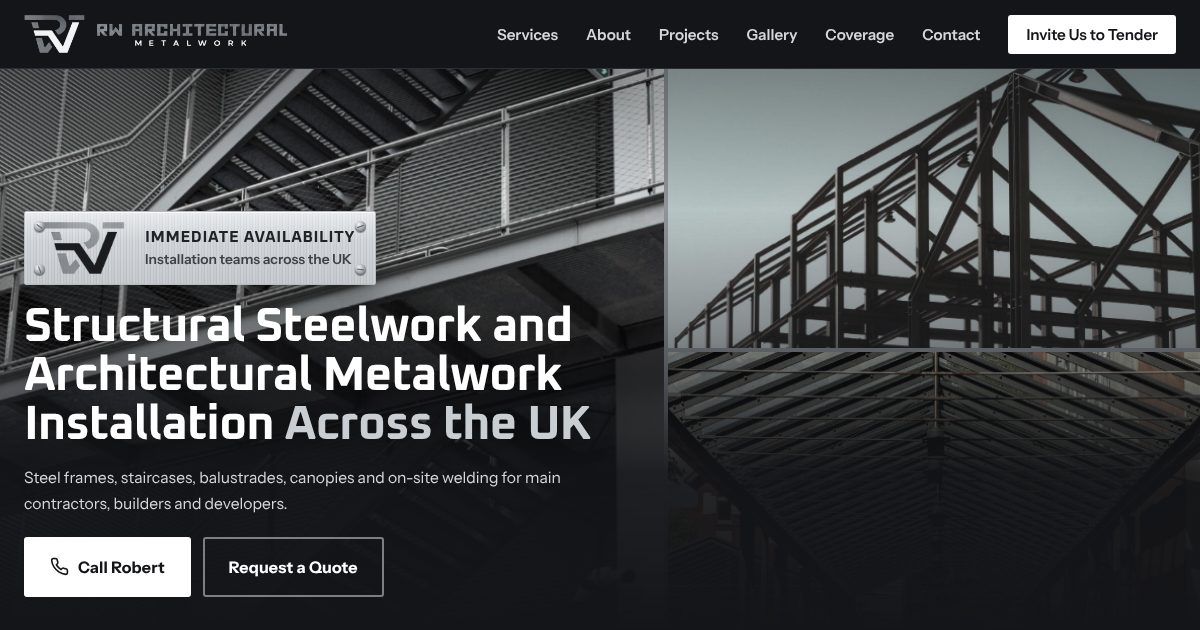 RW ARCHITECTURAL
METALWORK
Services
About
Projects
Gallery
Coverage
Contact
Invite Us to Tender
IMMEDIATE AVAILABILITY
Installation teams across the UK
Structural Steelwork and
Architectural Metalwork
Installation Across the UK
Steel frames, staircases, balustrades, canopies and on-site welding for main
contractors, builders and developers.
Call Robert
Request a Quote